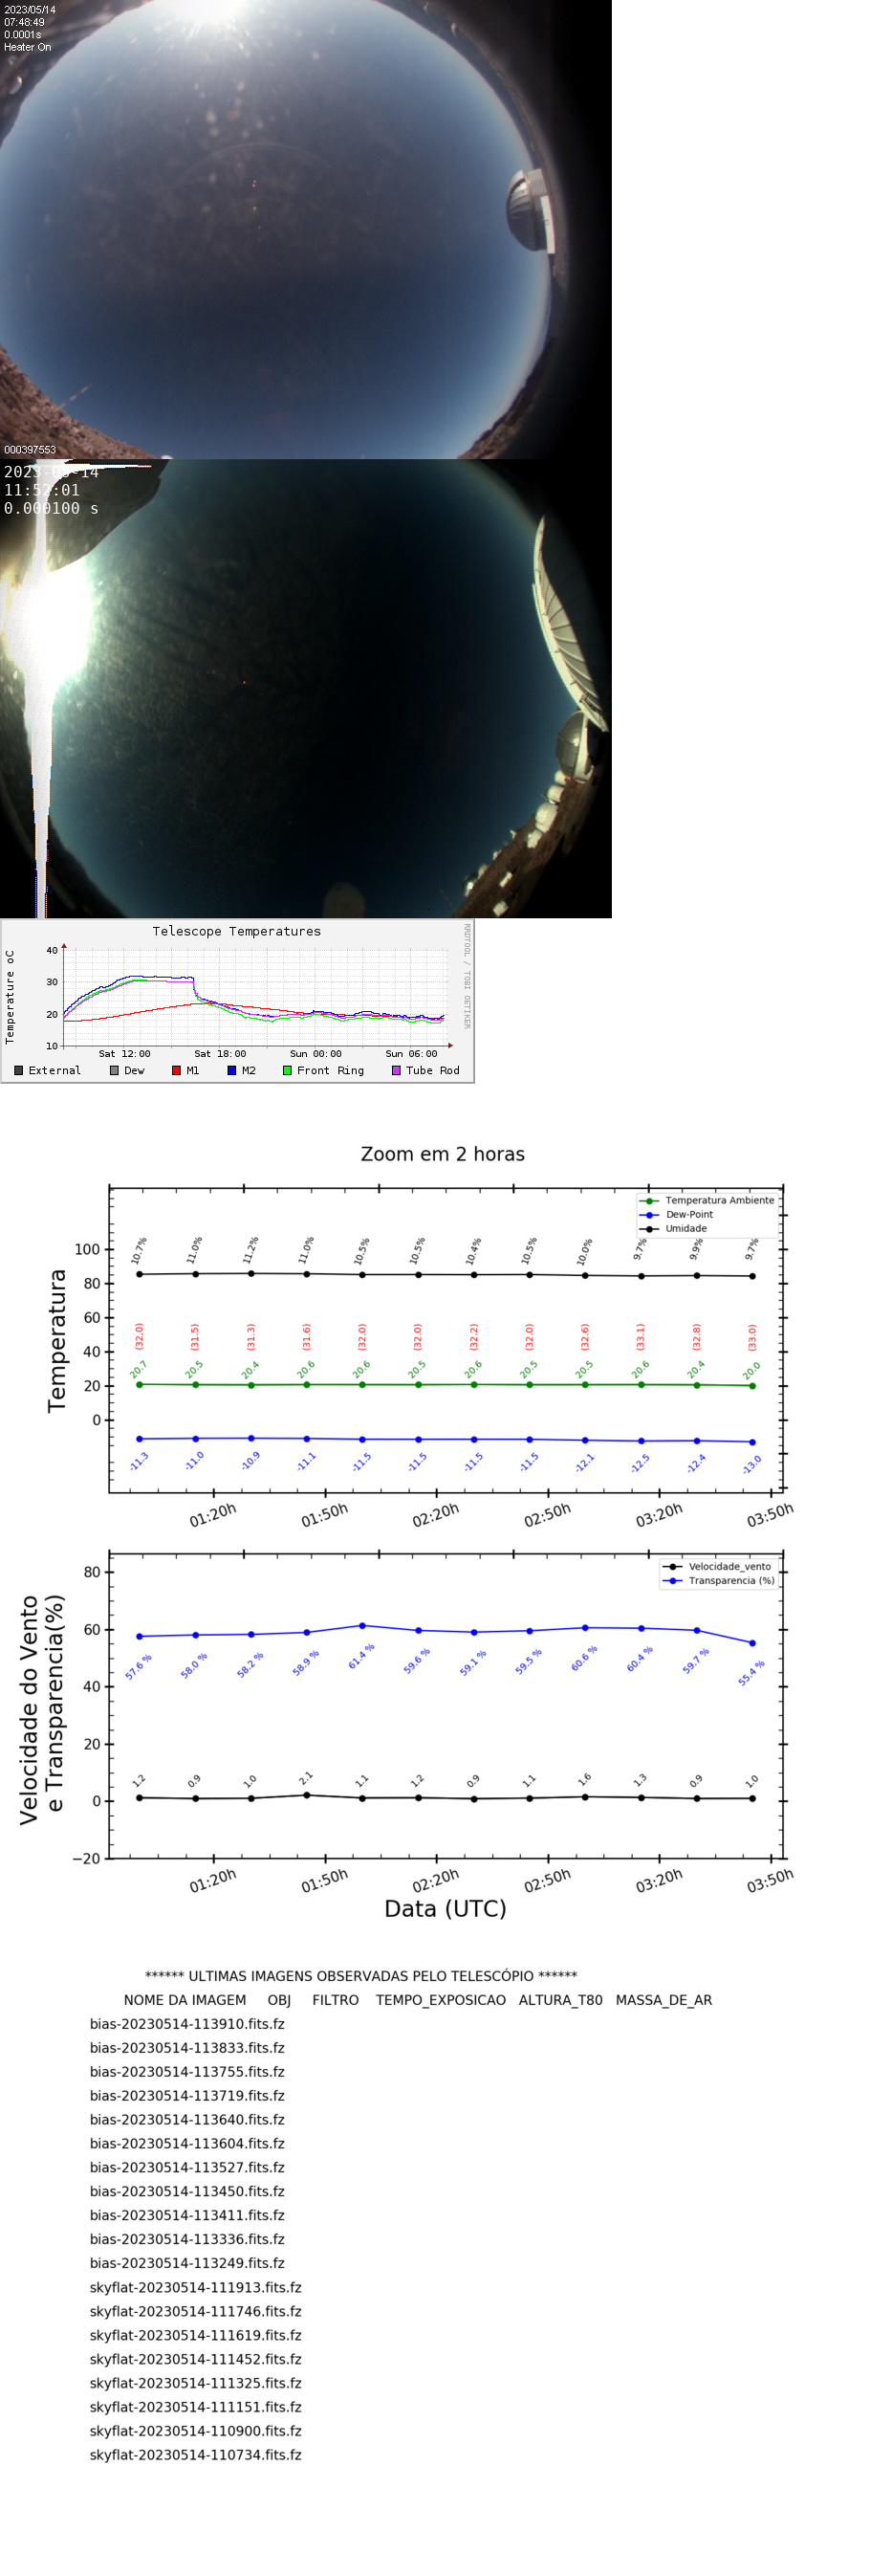 2023/05/14
07:48:49
0.0001s
Heater On
000397553
2023-05-14
11:52:01
0.000100 s
Telescope Temperatures
RRDTOOL / TOBI OETIKER
Temperature oC
40
30
20
10
Sat 12:00 Sat 18:00 Sun 00:00 Sun 06:00
External Dew M1 M2 Front Ring Tube Rod
Zoom em 2 horas
Temperatura Ambiente
Dew-Point
Umidade
Temperatura
100
80
60
40
20
0
10.7% 11.0% 11.2% 11.0% 10.5% 10.5% 10.4% 10.5% 10.0% 9.7% 9.9% 9.7%
(32.0) (31.5) (31.3) (31.6) (32.0) (32.0) (32.2) (32.0) (32.6) (33.1) (32.8) (33.0)
20.7 20.5 20.4 20.6 20.6 20.5 20.6 20.5 20.5 20.6 20.4 20.0
-11.3 -11.0 -10.9 -11.1 -11.5 -11.5 -11.5 -11.5 -12.1 -12.5 -12.4 -13.0
01:20h 01:50h 02:20h 02:50h 03:20h 03:50h
Velocidade_vento
Transparencia (%)
Velocidade do Vento
e Transparencia(%)
80
60
40
20
0
−20
57.6 % 58.0 % 58.2 % 58.9 % 61.4 % 59.6 % 59.1 % 59.5 % 60.6 % 60.4 % 59.7 % 55.4 %
1.2 0.9 1.0 2.1 1.1 1.2 0.9 1.1 1.6 1.3 0.9 1.0
01:20h 01:50h 02:20h 02:50h 03:20h 03:50h
Data (UTC)
****** ULTIMAS IMAGENS OBSERVADAS PELO TELESCÓPIO ******
NOME DA IMAGEM OBJ FILTRO TEMPO_EXPOSICAO ALTURA_T80 MASSA_DE_AR
bias-20230514-113910.fits.fz
bias-20230514-113833.fits.fz
bias-20230514-113755.fits.fz
bias-20230514-113719.fits.fz
bias-20230514-113640.fits.fz
bias-20230514-113604.fits.fz
bias-20230514-113527.fits.fz
bias-20230514-113450.fits.fz
bias-20230514-113411.fits.fz
bias-20230514-113336.fits.fz
bias-20230514-113249.fits.fz
skyflat-20230514-111913.fits.fz
skyflat-20230514-111746.fits.fz
skyflat-20230514-111619.fits.fz
skyflat-20230514-111452.fits.fz
skyflat-20230514-111325.fits.fz
skyflat-20230514-111151.fits.fz
skyflat-20230514-110900.fits.fz
skyflat-20230514-110734.fits.fz